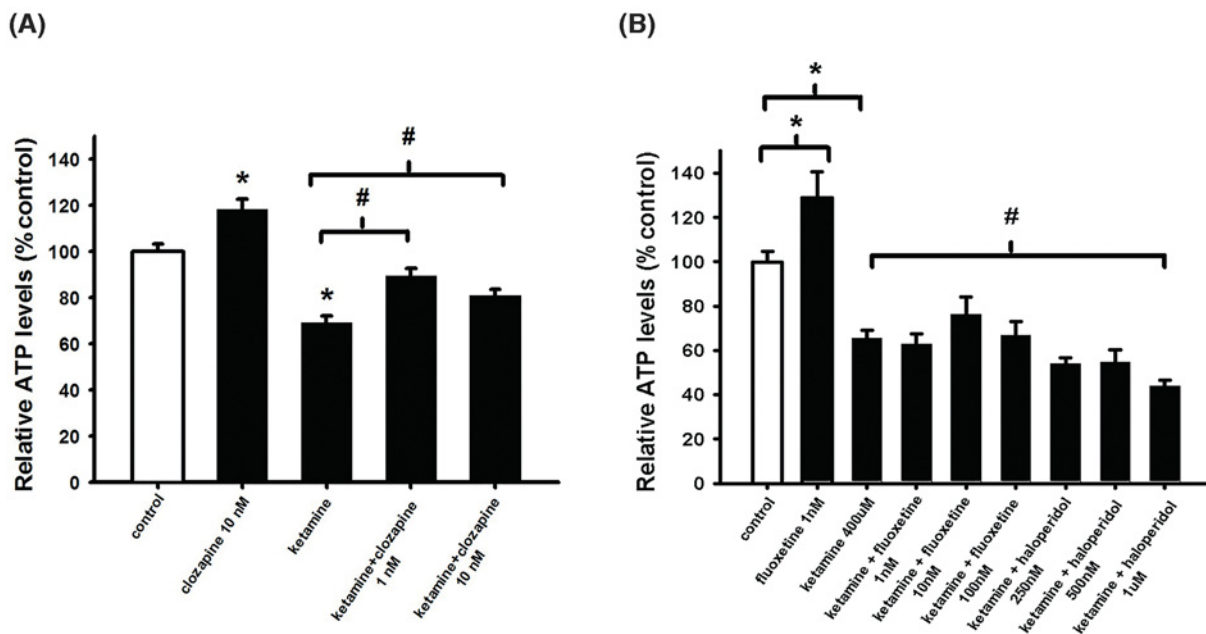 (A)
Relative ATP levels (% control)
140
120
100
80
60
40
20
0
*
*
#
#
control
clozapine 10 nM
ketamine
ketamine+clozapine
1 nM
ketamine+clozapine
10 nM
(B)
Relative ATP levels (% control)
140
120
100
80
60
40
20
0
*
*
#
control
fluoxetine 1nM
ketamine 400uM
ketamine + fluoxetine
1nM
ketamine + fluoxetine
10nM
ketamine + fluoxetine
100nM
ketamine + haloperidol
250nM
ketamine + haloperidol
500nM
ketamine + haloperidol
1uM